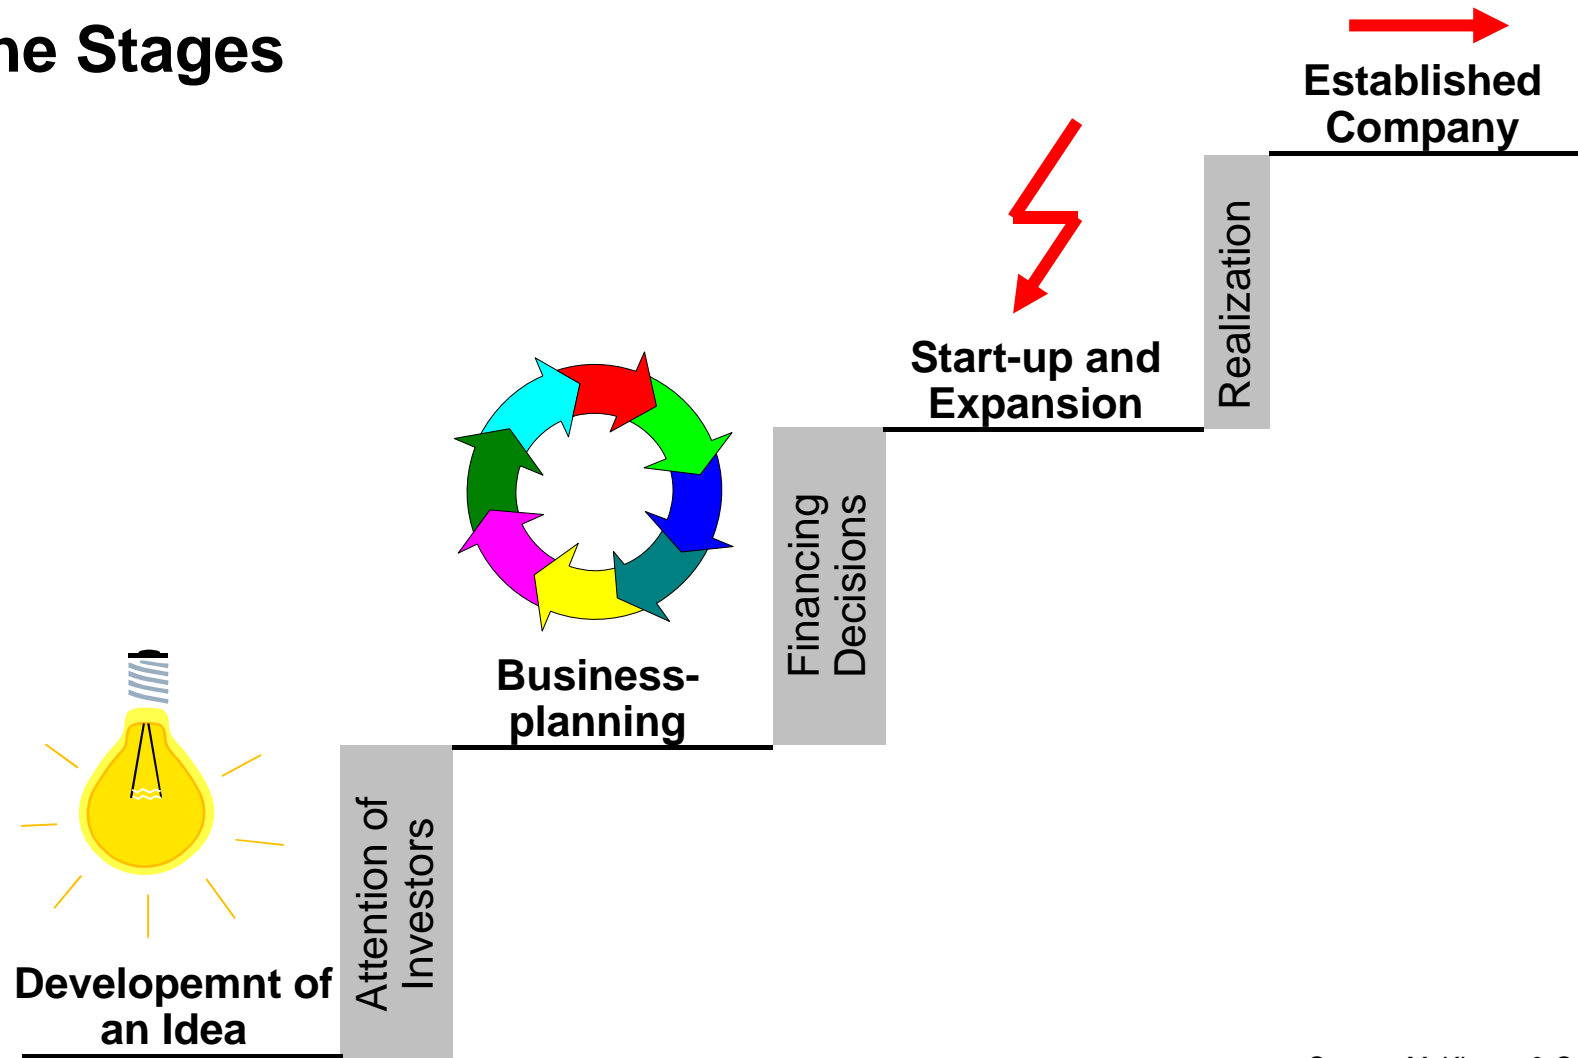 ne Stages
Established
Company
Realization
Start-up and
Expansion
Financing
Decisions
Business-
planning
Attention of
Investors
Developemnt of
an Idea